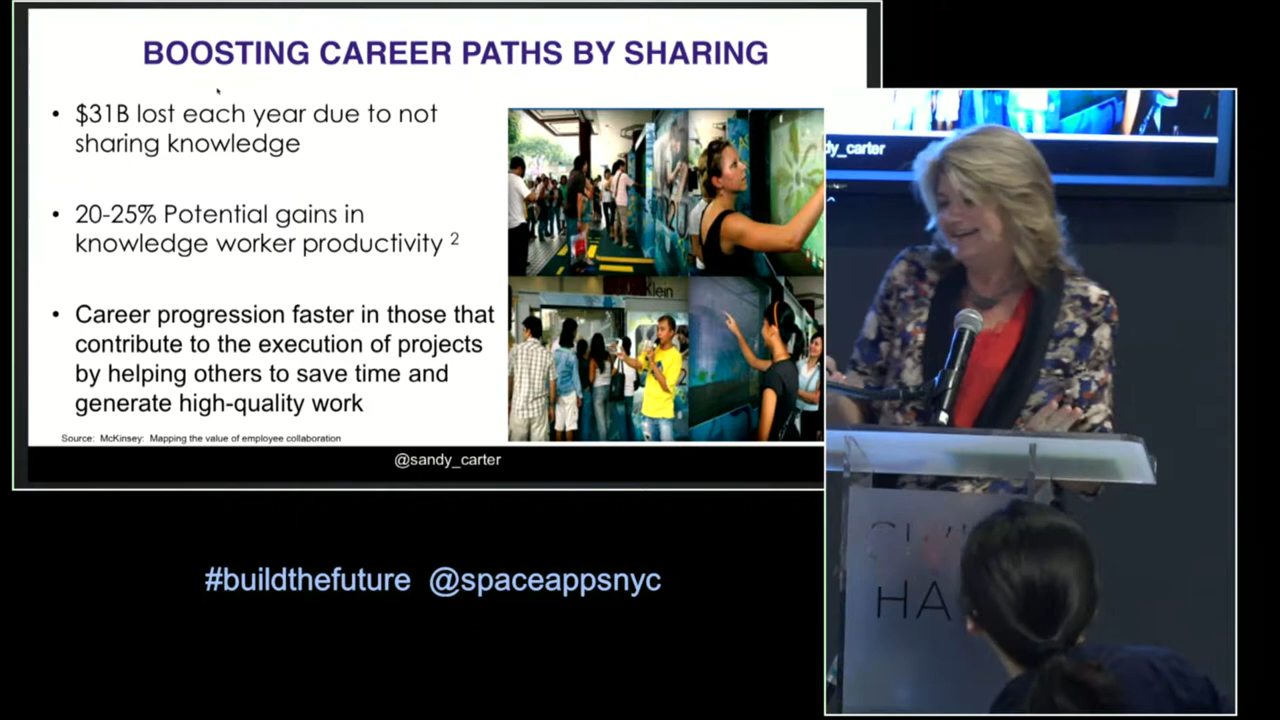 BOOSTING CAREER PATHS BY SHARING
• $31B lost each year due to not
sharing knowledge
• 20-25% Potential gains in
knowledge worker productivity 2
• Career progression faster in those that
contribute to the execution of projects
by helping others to save time and
generate high-quality work
Source: McKinsey: Mapping the value of employee collaboration
@sandy_carter
Klein
dy_carter
HA
#buildthefuture @spaceappsnyc